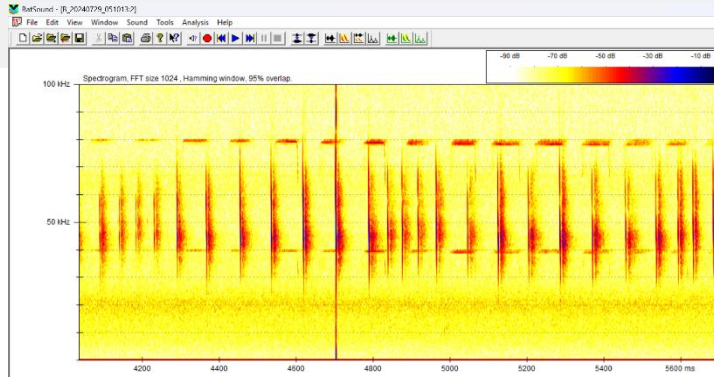 BatSound - [B_20240729_051013:2]
File Edit View Window Sound Tools Analysis Help
-90 dB -70 dB -50 dB -30 dB -10 dB
Spectrogram, FFT size 1024 , Hamming window, 95% overlap.
100 kHz
50 kHz
4200 4400 4600 4800 5000 5200 5400 5600 ms